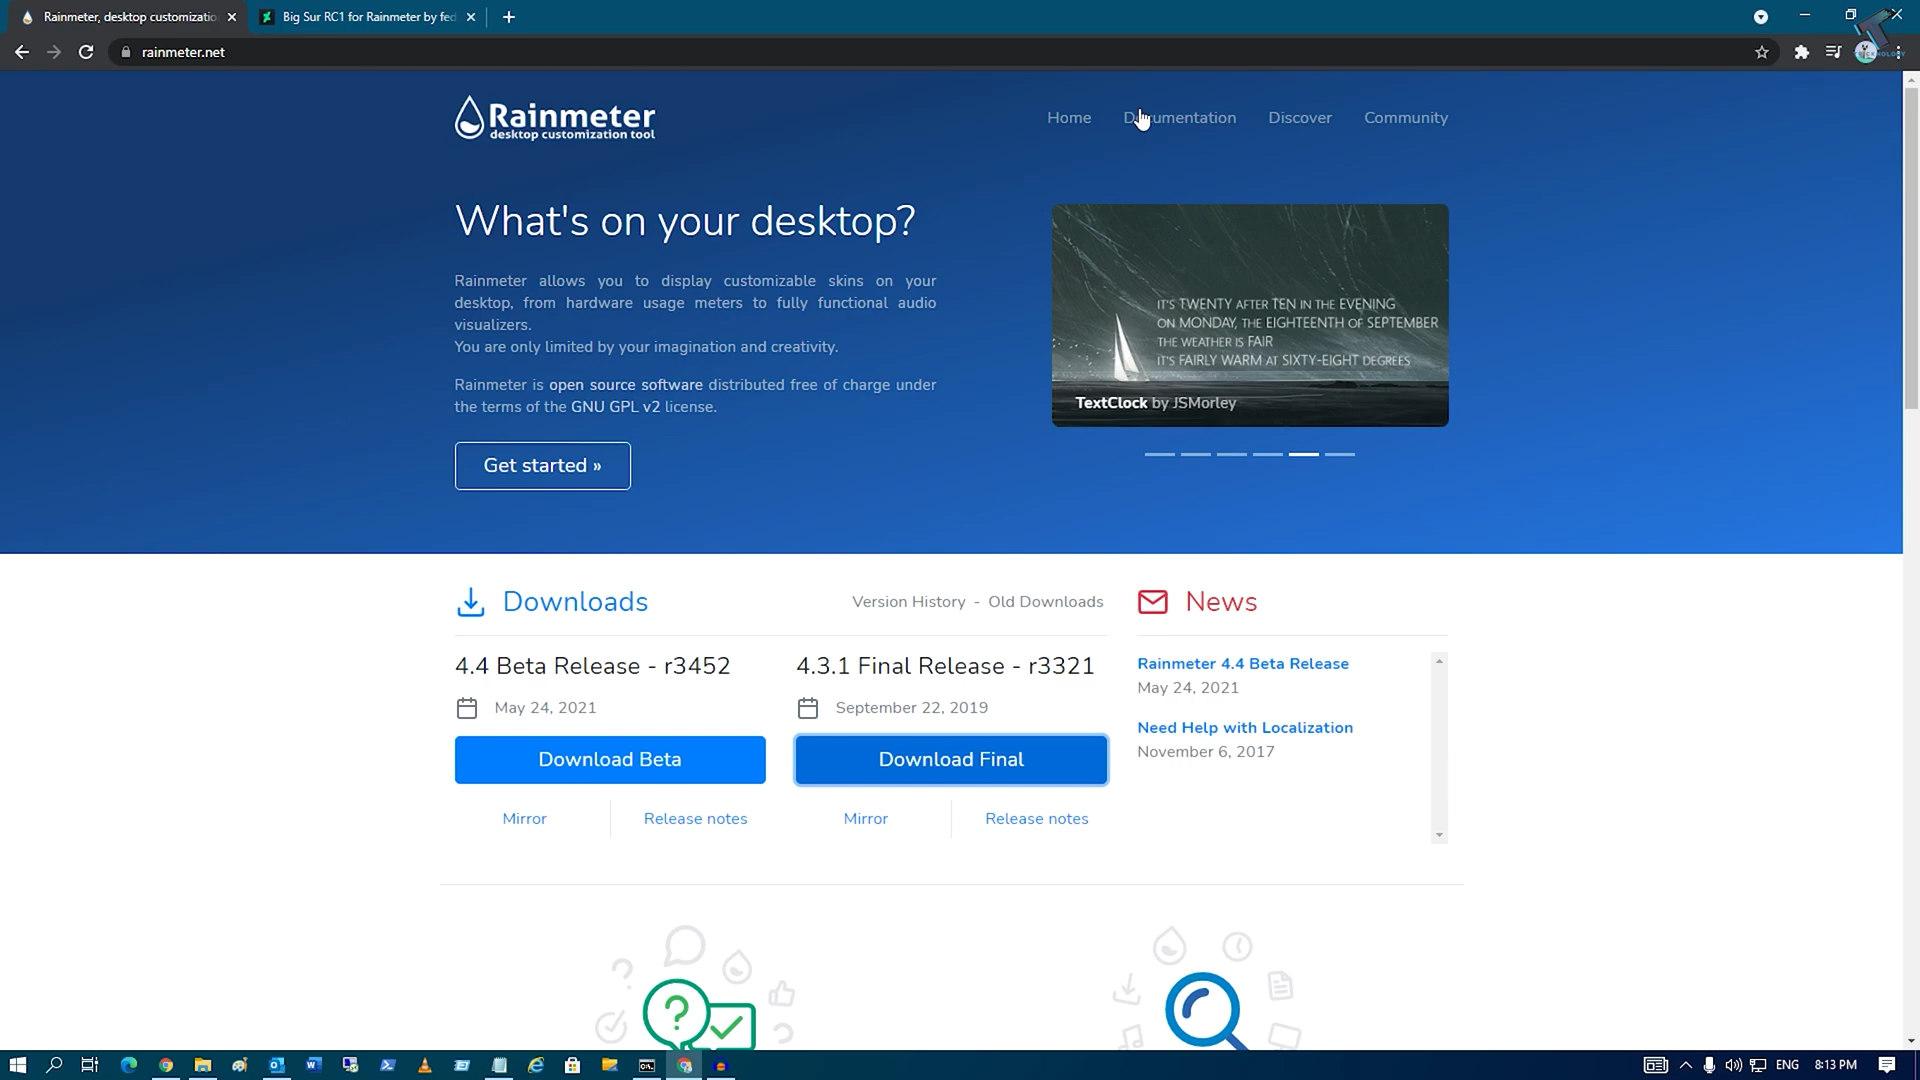 Rainmeter, desktop customizatio
Big Sur RC1 for Rainmeter by fed
rainmeter.net
Rainmeter
desktop customization tool
Home
Documentation
Discover
Community
What's on your desktop?
Rainmeter allows you to display customizable skins on your
desktop, from hardware usage meters to fully functional audio
visualizers.
You are only limited by your imagination and creativity.
Rainmeter is open source software distributed free of charge under
the terms of the GNU GPL v2 license.
Get started »
IT'S TWENTY AFTER TEN IN THE EVENING
ON MONDAY, THE EIGHTEENTH OF SEPTEMBER
THE WEATHER IS FAIR
IT'S FAIRLY WARM AT SIXTY-EIGHT DEGREES
TextClock by JSMorley
Downloads
Version History - Old Downloads
4.4 Beta Release - r3452
May 24, 2021
Download Beta
Mirror
Release notes
4.3.1 Final Release - r3321
September 22, 2019
Download Final
Mirror
Release notes
News
Rainmeter 4.4 Beta Release
May 24, 2021
Need Help with Localization
November 6, 2017
ENG
8:13 PM